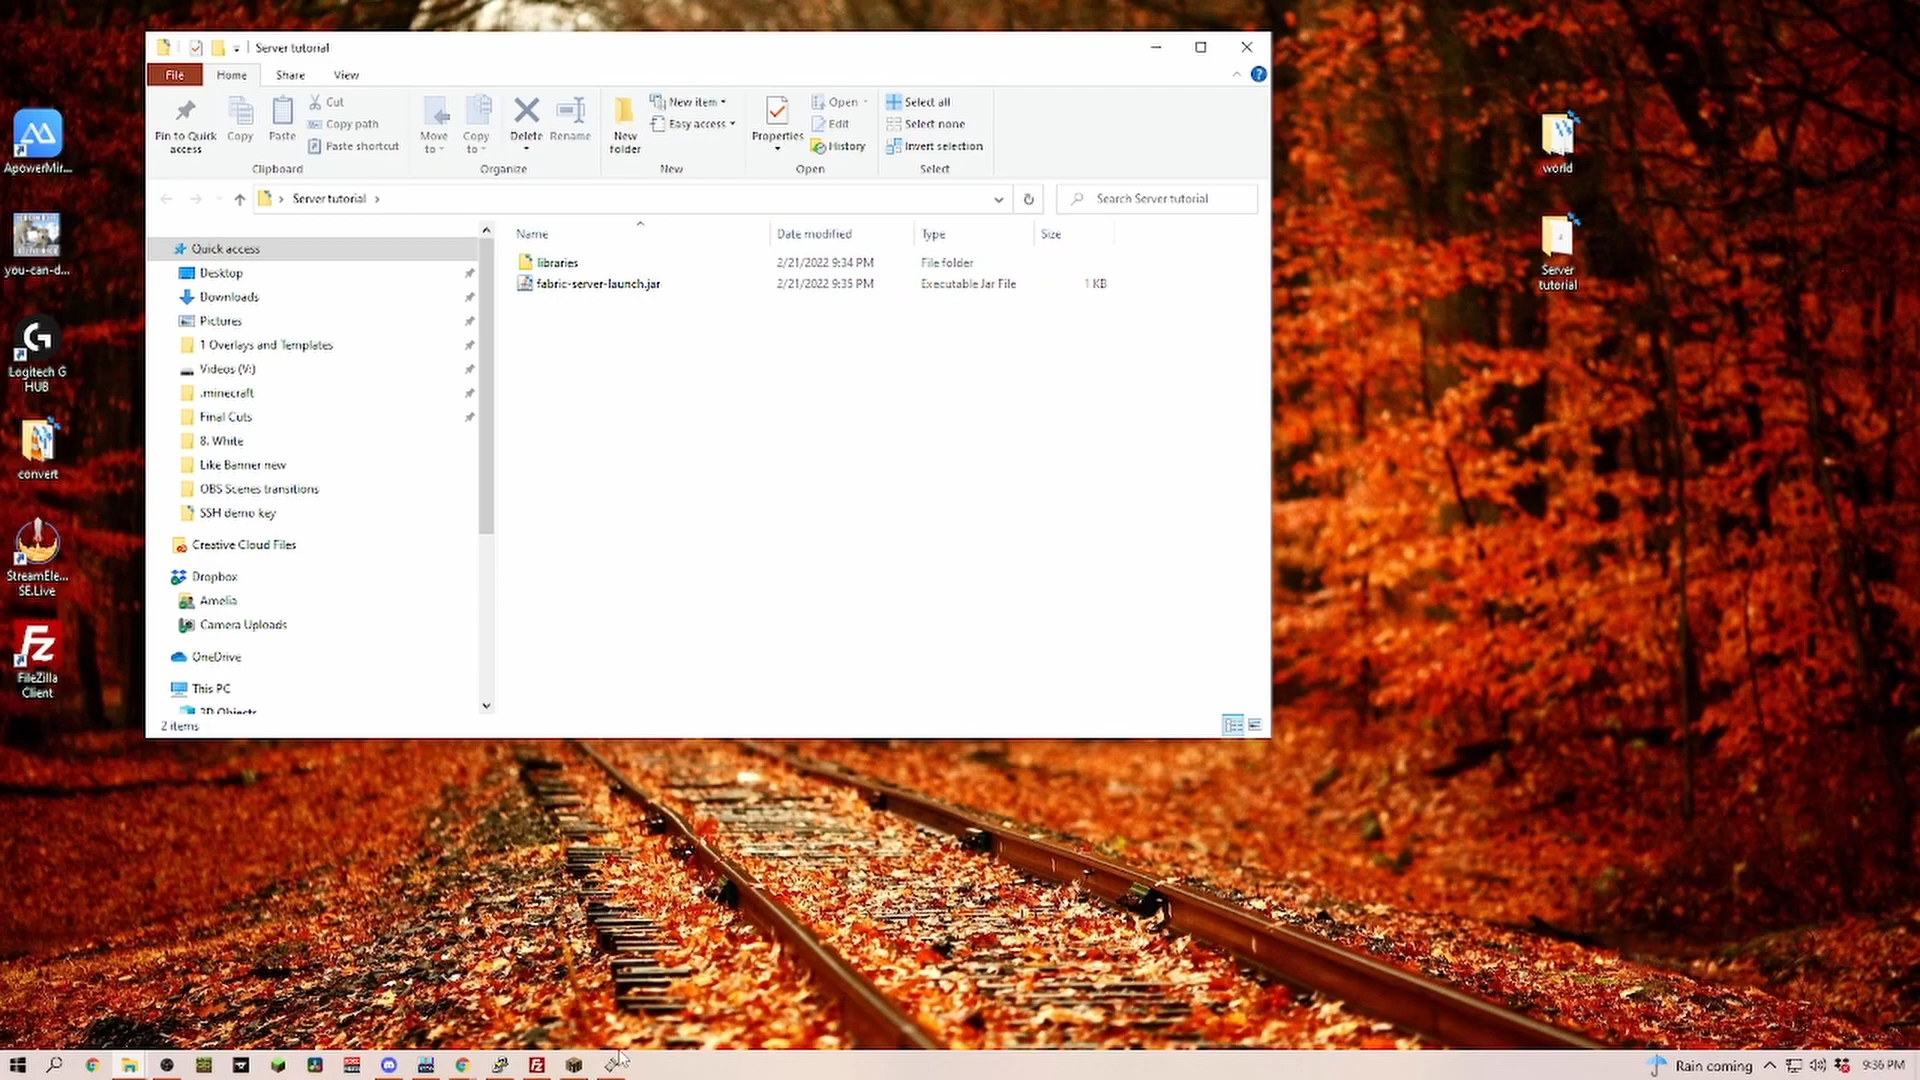 Server tutorial
File Home Share View
Pin to Quick access
Copy
Paste
Cut
Copy path
Paste shortcut
Clipboard
Move to
Copy to
Delete
Rename
Organize
New folder
New item
Easy access
New
Properties
Open
Edit
History
Open
Select all
Select none
Invert selection
Select
Server tutorial
Search Server tutorial
Name Date modified Type Size
libraries 2/21/2022 9:34 PM File folder
fabric-server-launch.jar 2/21/2022 9:35 PM Executable Jar File 1 KB
Quick access
Desktop
Downloads
Pictures
1 Overlays and Templates
Videos (V:)
.minecraft
Final Cuts
8. White
Like Banner new
OBS Scenes transitions
SSH demo key
Creative Cloud Files
Dropbox
Amelia
Camera Uploads
OneDrive
This PC
3D Objects
2 items
ApowerMir...
you-can-d...
Logitech G
HUB
convert
StreamEle...
SE.Live
FileZilla
Client
world
Server
tutorial
Rain coming
9:36 PM